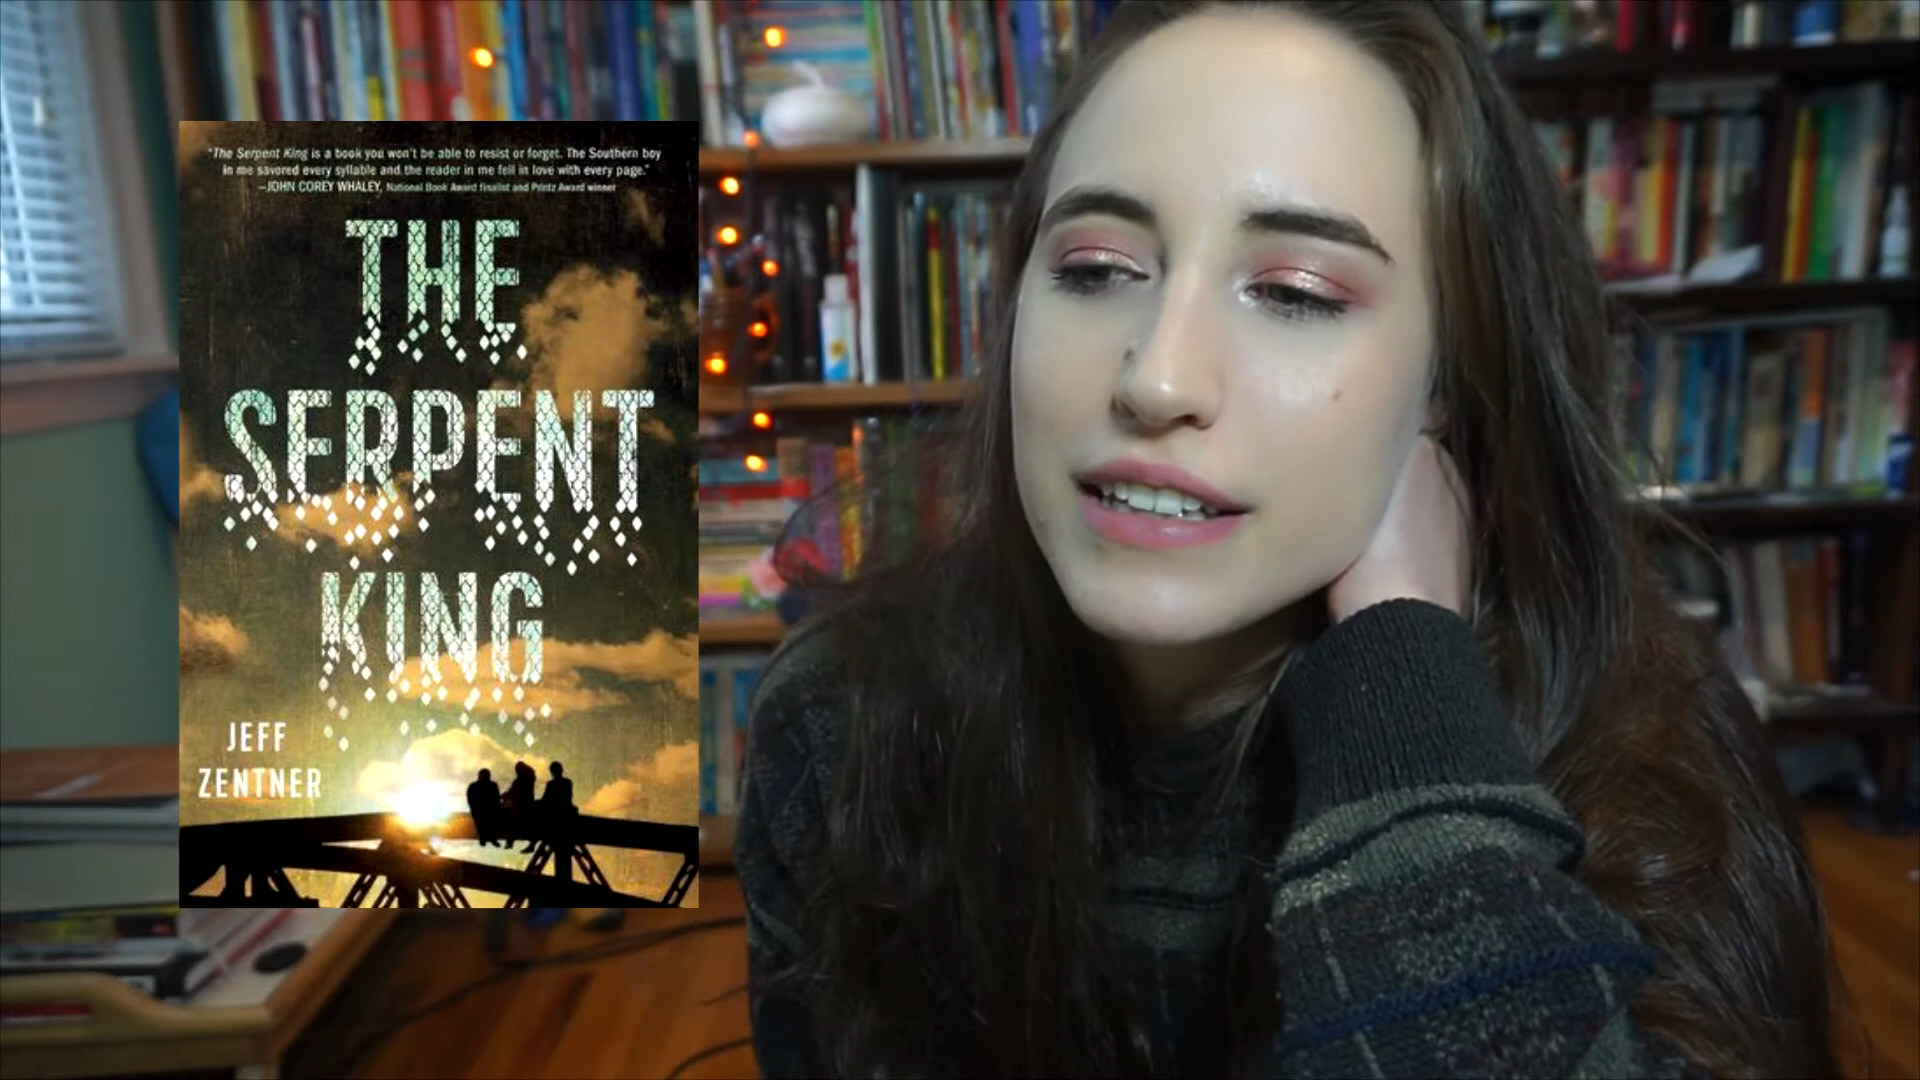 "The Serpent King is a book you won't be able to resist or forget. The Southern boy
in me savored every syllable and the reader in me fell in love with every page."
—JOHN COREY WHALEY, National Book Award finalist and Printz Award winner
THE
SERPENT
KING
JEFF
ZENTNER